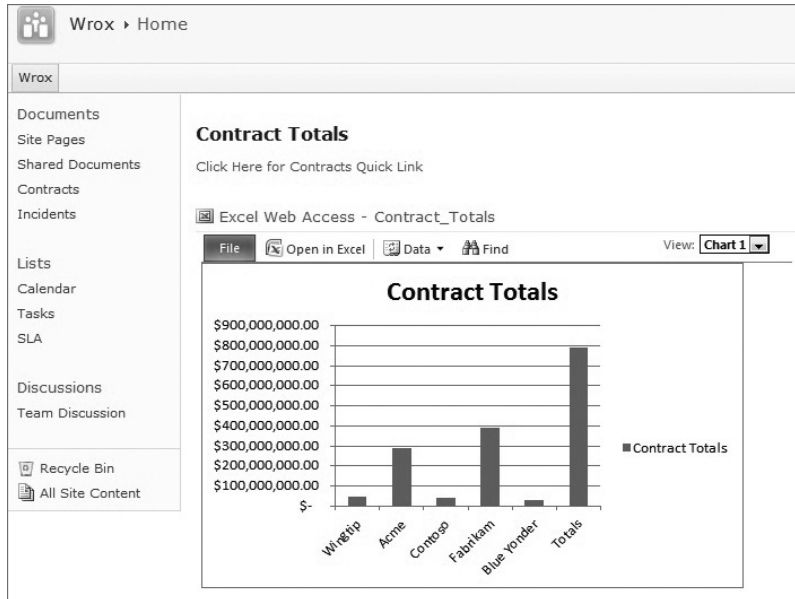 Wrox ▸ Home
Wrox
Documents
Site Pages
Shared Documents
Contracts
Incidents
Lists
Calendar
Tasks
SLA
Discussions
Team Discussion
Recycle Bin
All Site Content
Contract Totals
Click Here for Contracts Quick Link
Excel Web Access - Contract_Totals
File Open in Excel Data Find View: Chart 1
Contract Totals
$900,000,000.00
$800,000,000.00
$700,000,000.00
$600,000,000.00
$500,000,000.00
$400,000,000.00
$300,000,000.00
$200,000,000.00
$100,000,000.00
$-
Wingtip
Acme
Contoso
Fabrikam
Blue Yonder
Totals
Contract Totals